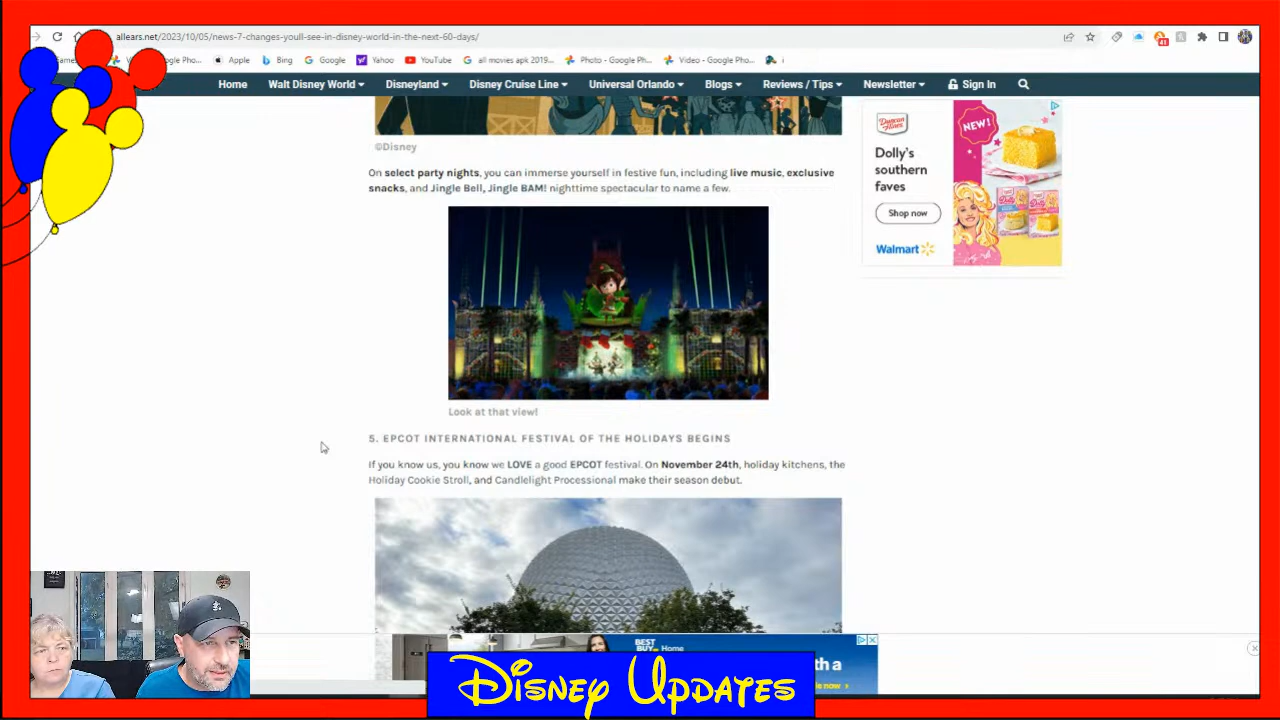 allears.net/2023/10/05/news-7-changes-youll-see-in-disney-world-in-the-next-60-days/
41
Apple
Bing
Google
Yahoo
YouTube
all movies apk 2019...
Photo - Google Ph...
Video - Google Pho...
Home
Walt Disney World
Disneyland
Disney Cruise Line
Universal Orlando
Blogs
Reviews / Tips
Newsletter
Sign In
©Disney
On select party nights, you can immerse yourself in festive fun, including live music, exclusive
snacks, and Jingle Bell, Jingle BAM! nighttime spectacular to name a few.
Duncan Hines
NEW!
Dolly's
southern
faves
Shop now
Walmart
Look at that view!
5. EPCOT INTERNATIONAL FESTIVAL OF THE HOLIDAYS BEGINS
If you know us, you know we LOVE a good EPCOT festival. On November 24th, holiday kitchens, the
Holiday Cookie Stroll, and Candlelight Processional make their season debut.
BEST
BUY Home
Disney Updates